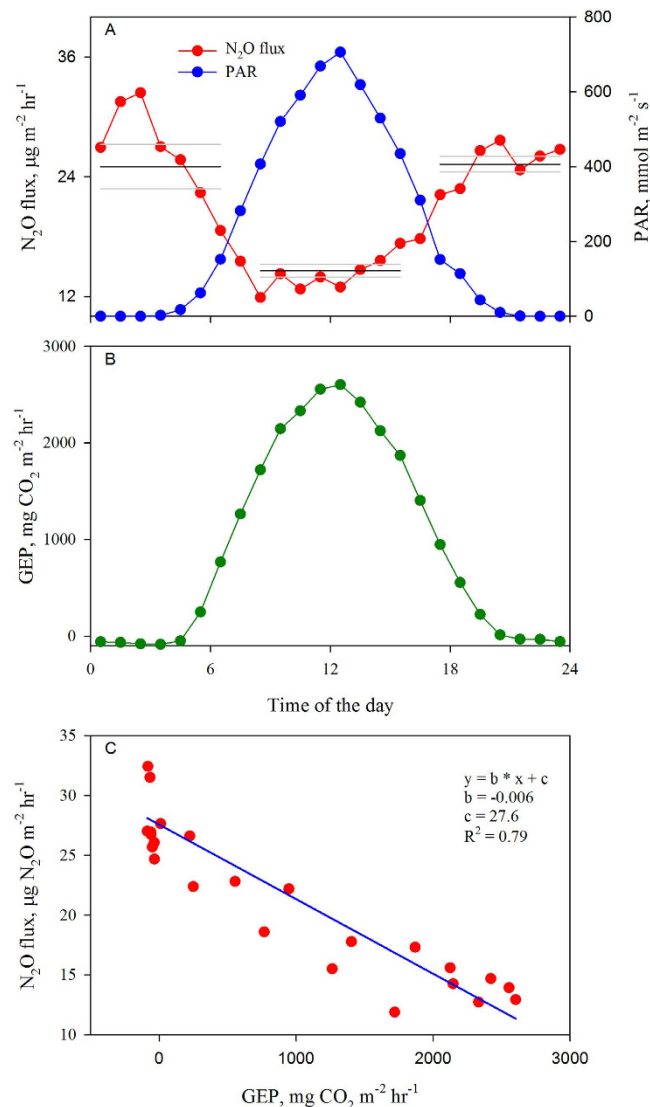 A
N₂O flux
PAR
N₂O flux, µg m⁻² hr⁻¹
36
24
12
800
600
400
200
0
PAR, mmol m⁻² s⁻¹
B
GEP, mg CO₂ m⁻² hr⁻¹
3000
2000
1000
0
0 6 12 18 24
Time of the day
C
N₂O flux, µg N₂O m⁻² hr⁻¹
35
30
25
20
15
10
y = b * x + c
b = -0.006
c = 27.6
R² = 0.79
0 1000 2000 3000
GEP, mg CO₂ m⁻² hr⁻¹